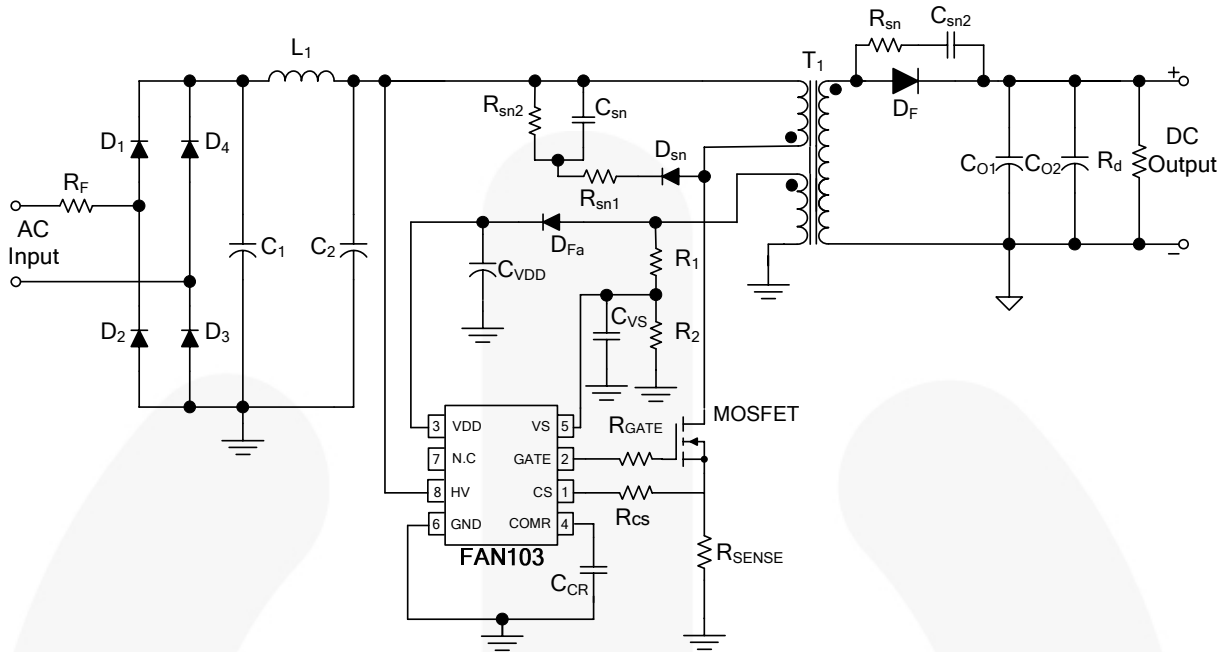 Rsn
Csn2
L1
T1
+
Rsn2
Csn
DF
D1
D4
Dsn
DC
Output
CO1
CO2
Rd
RF
Rsn1
AC
Input
−
C1
C2
DFa
R1
CVDD
CVS
R2
D2
D3
MOSFET
RGATE
3
VDD
VS
5
7
N.C
GATE
2
8
HV
CS
1
Rcs
6
GND
COMR
4
FAN103
RSENSE
CCR